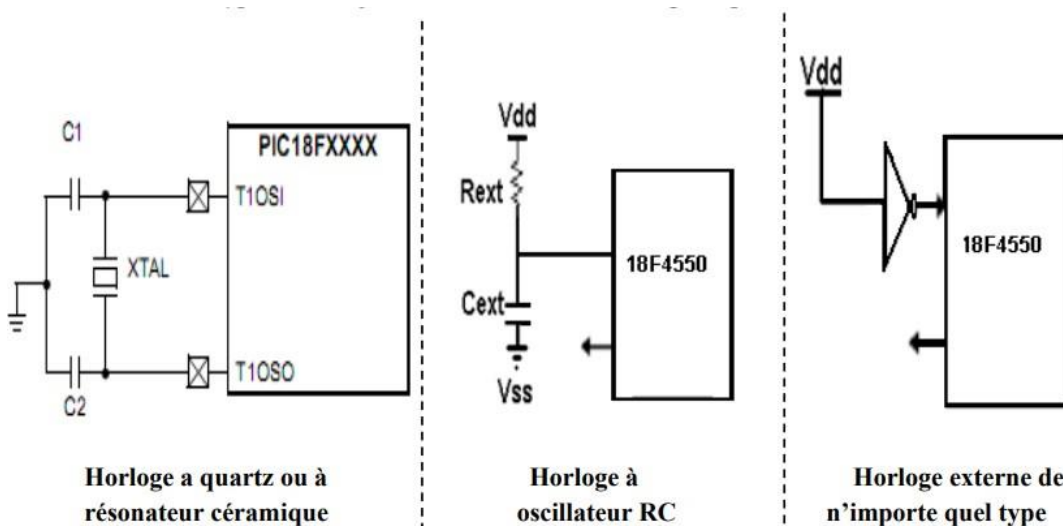 C1
PIC18FXXXX
T1OSI
XTAL
T1OSO
C2
Horloge a quartz ou à
résonateur céramique
Vdd
Rext
18F4550
Cext
Vss
Horloge à
oscillateur RC
Vdd
18F4550
Horloge externe de
n'importe quel type